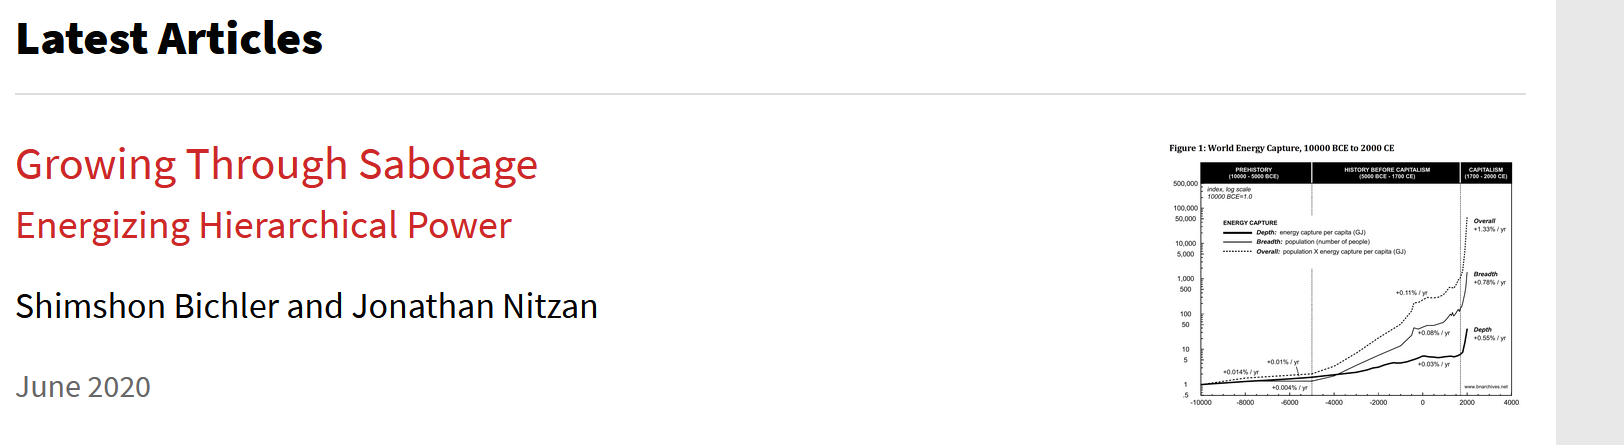 Latest Articles
Growing Through Sabotage
Energizing Hierarchical Power
Shimshon Bichler and Jonathan Nitzan
June 2020
Figure 1: World Energy Capture, 10000 BCE to 2000 CE
PREHISTORY
(10000 - 5000 BCE)
HISTORY BEFORE CAPITALISM
(5000 BCE - 1700 CE)
CAPITALISM
(1700 - 2000 CE)
index, log scale
10000 BCE=1.0
ENERGY CAPTURE
Depth: energy capture per capita (GJ)
Breadth: population (number of people)
Overall: population X energy capture per capita (GJ)
500,000
100,000
50,000
10,000
5,000
1,000
500
100
50
10
5
1
.5
Overall
+1.33% / yr
Breadth
+0.78% / yr
Depth
+0.55% / yr
+0.11% / yr
+0.08% / yr
+0.03% / yr
+0.01% / yr
+0.014% / yr
+0.004% / yr
www.bnarchives.net
-10000 -8000 -6000 -4000 -2000 0 2000 4000